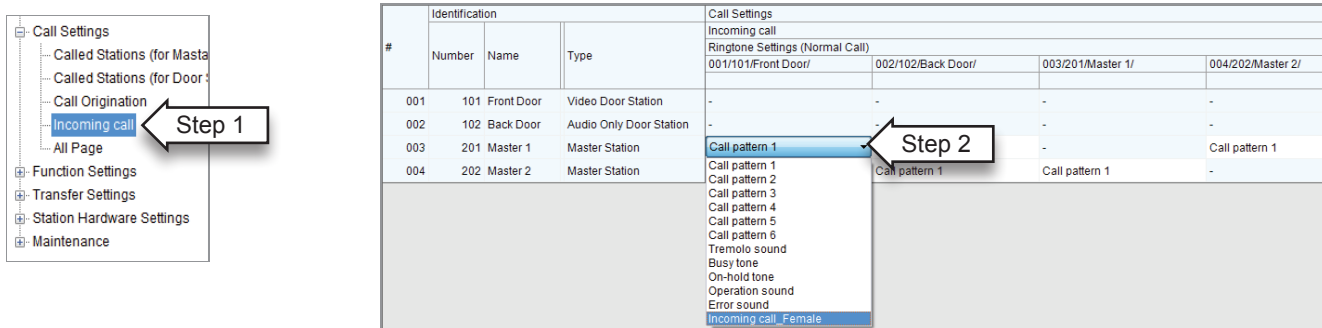 Call Settings
Called Stations (for Masta
Called Stations (for Door
Call Origination
Incoming call
Step 1
All Page
Function Settings
Transfer Settings
Station Hardware Settings
Maintenance
Identification Call Settings
Incoming call
# Number Name Type Ringtone Settings (Normal Call)
001/101/Front Door/ 002/102/Back Door/ 003/201/Master 1/ 004/202/Master 2/
001 101 Front Door Video Door Station - - - -
002 102 Back Door Audio Only Door Station - - - -
003 201 Master 1 Master Station Call pattern 1 - Call pattern 1
Step 2
004 202 Master 2 Master Station Call pattern 1 Call pattern 1 -
Call pattern 1
Call pattern 2
Call pattern 3
Call pattern 4
Call pattern 5
Call pattern 6
Tremolo sound
Busy tone
On-hold tone
Operation sound
Error sound
Incoming call_Female